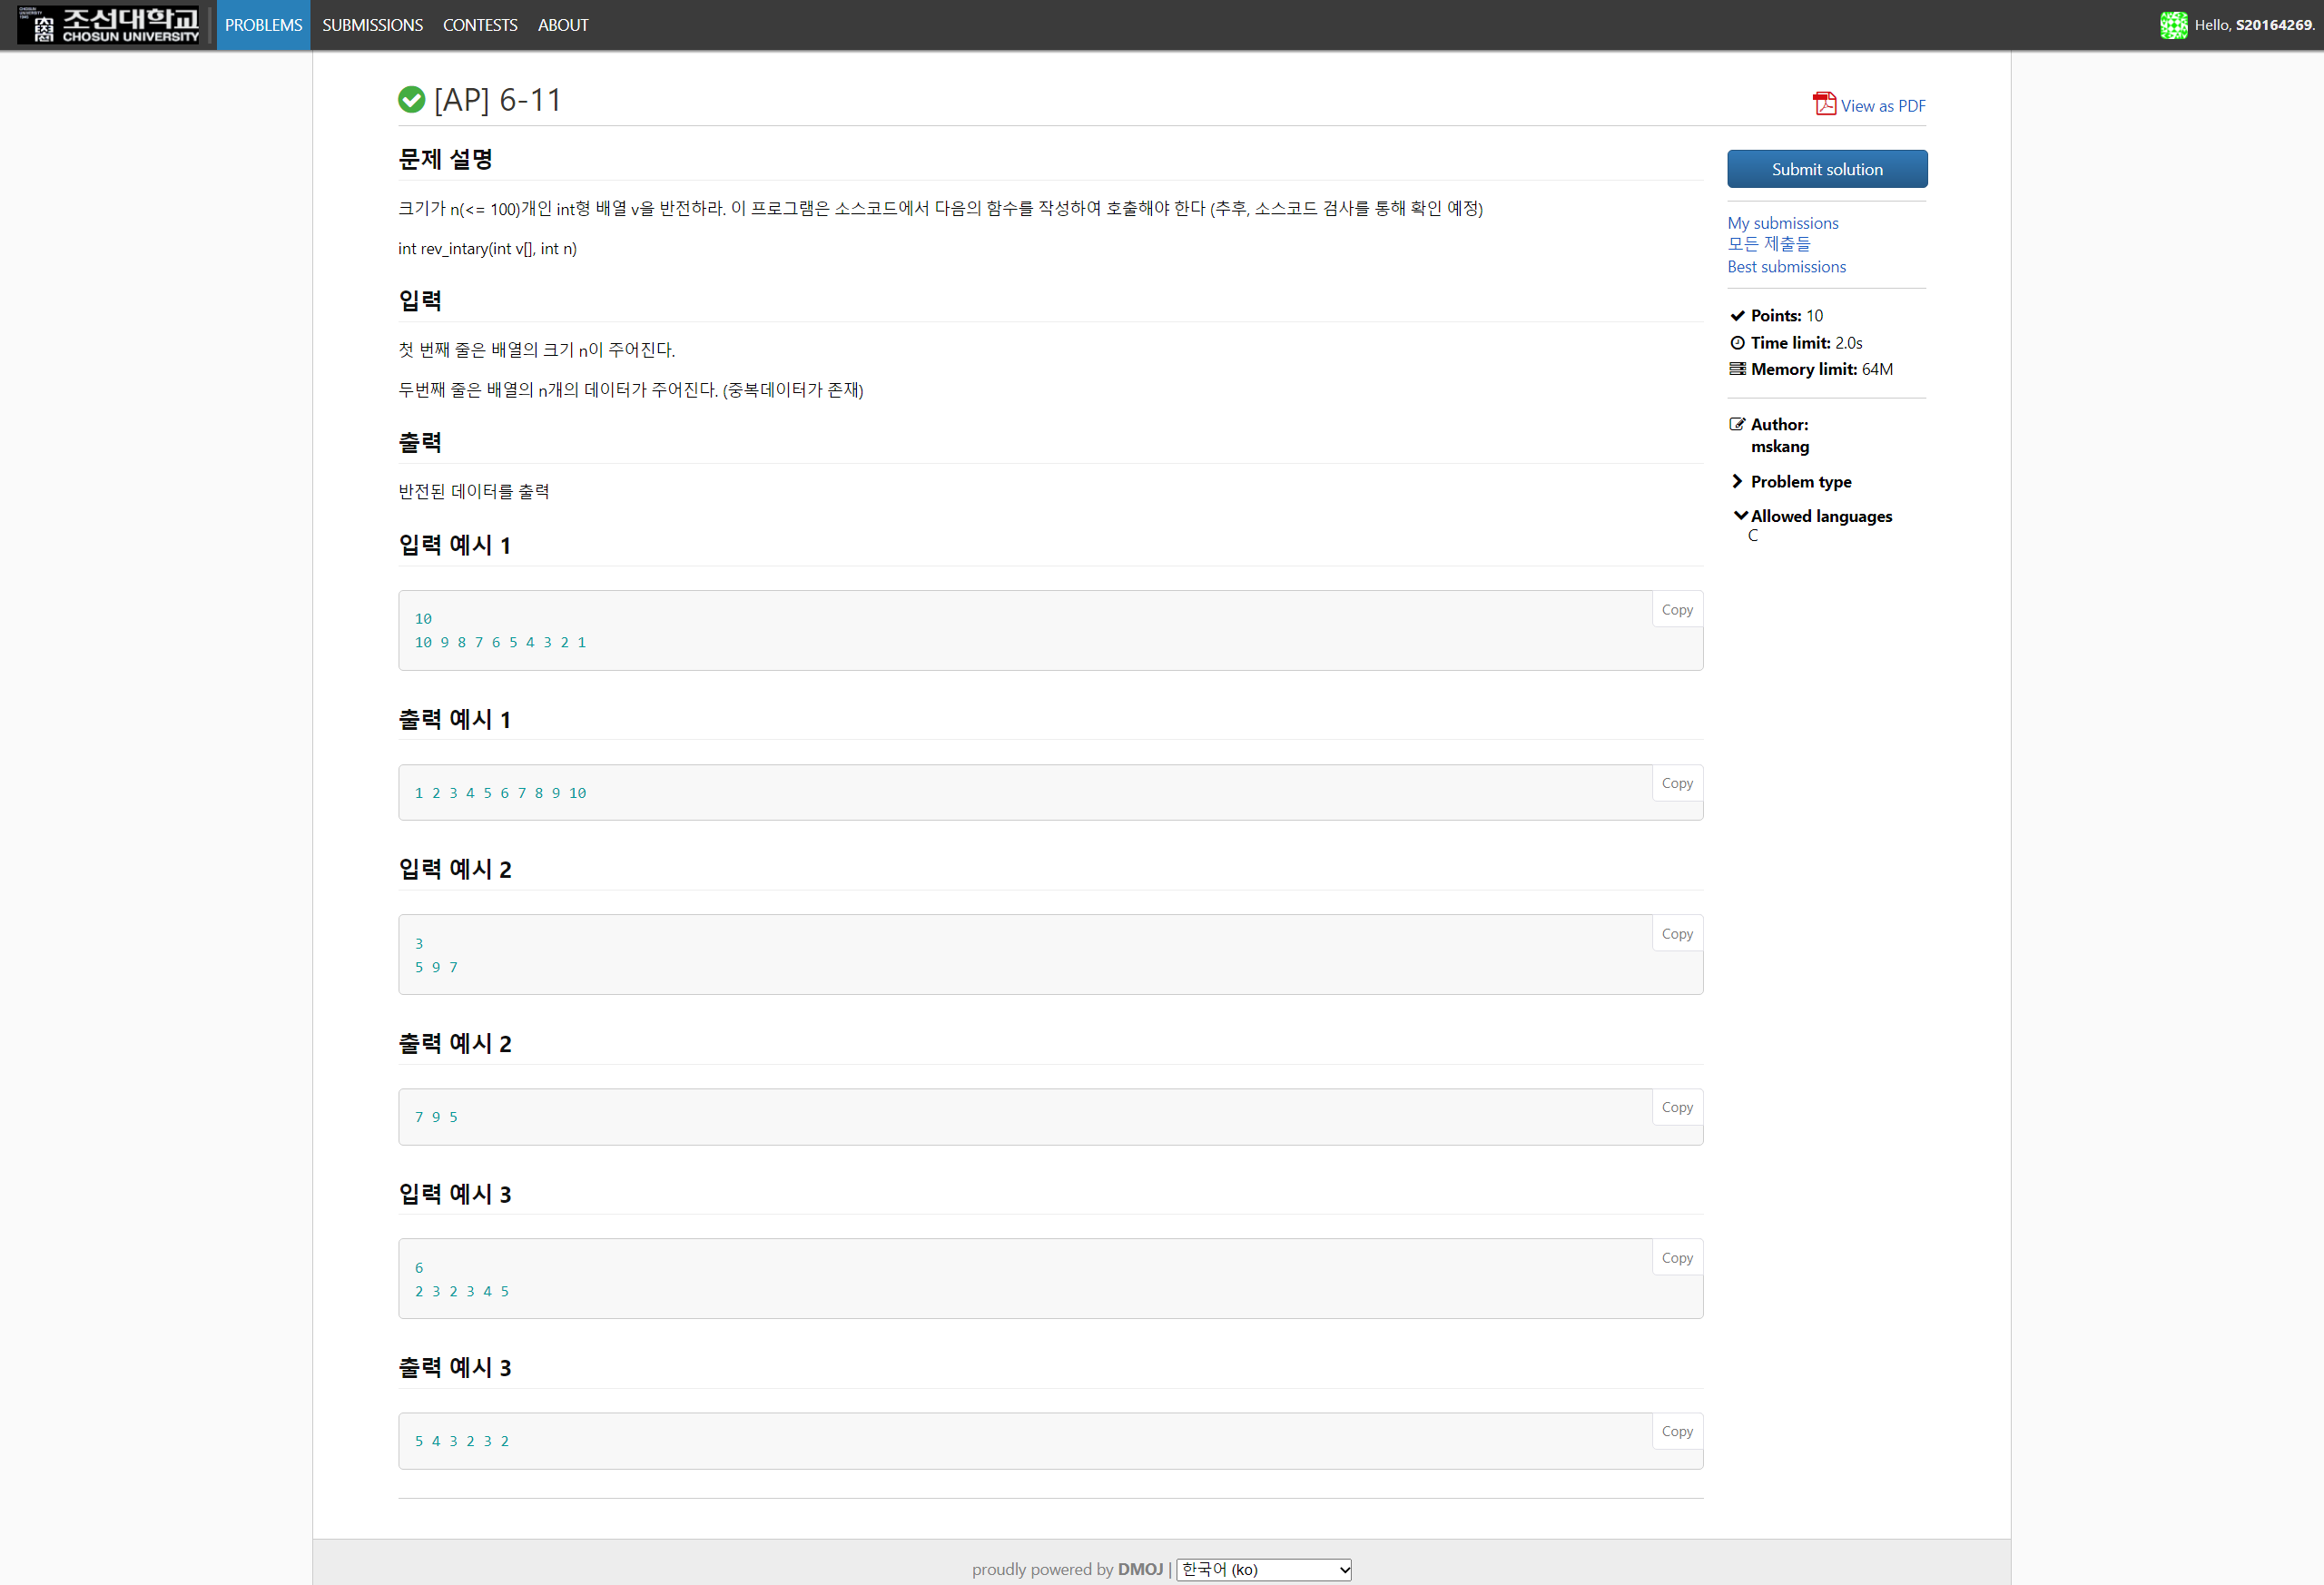 조선대학교
CHOSUN UNIVERSITY
PROBLEMS SUBMISSIONS CONTESTS ABOUT
Hello, S20164269.
[AP] 6-11
View as PDF
문제 설명
크기가 n(<= 100)개인 int형 배열 v을 반전하라. 이 프로그램은 소스코드에서 다음의 함수를 작성하여 호출해야 한다 (추후, 소스코드 검사를 통해 확인 예정)
int rev_intary(int v[], int n)
입력
첫 번째 줄은 배열의 크기 n이 주어진다.
두번째 줄은 배열의 n개의 데이터가 주어진다. (중복데이터가 존재)
출력
반전된 데이터를 출력
입력 예시 1
Copy
10
10 9 8 7 6 5 4 3 2 1
출력 예시 1
Copy
1 2 3 4 5 6 7 8 9 10
입력 예시 2
Copy
3
5 9 7
출력 예시 2
Copy
7 9 5
입력 예시 3
Copy
6
2 3 2 3 4 5
출력 예시 3
Copy
5 4 3 2 3 2
Submit solution
My submissions
모든 제출들
Best submissions
Points: 10
Time limit: 2.0s
Memory limit: 64M
Author:
mskang
Problem type
Allowed languages
C
proudly powered by DMOJ | 한국어 (ko)